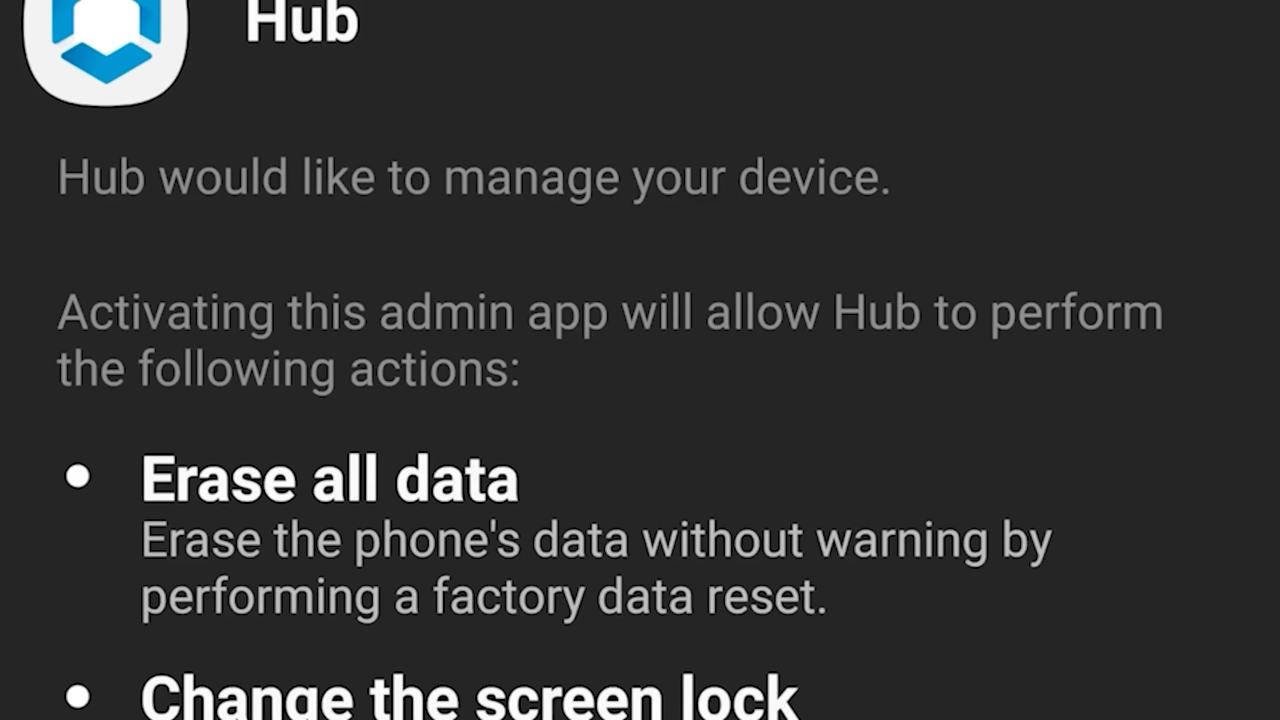 Hub
Hub would like to manage your device.
Activating this admin app will allow Hub to perform
the following actions:
• Erase all data
Erase the phone's data without warning by
performing a factory data reset.
• Change the screen lock